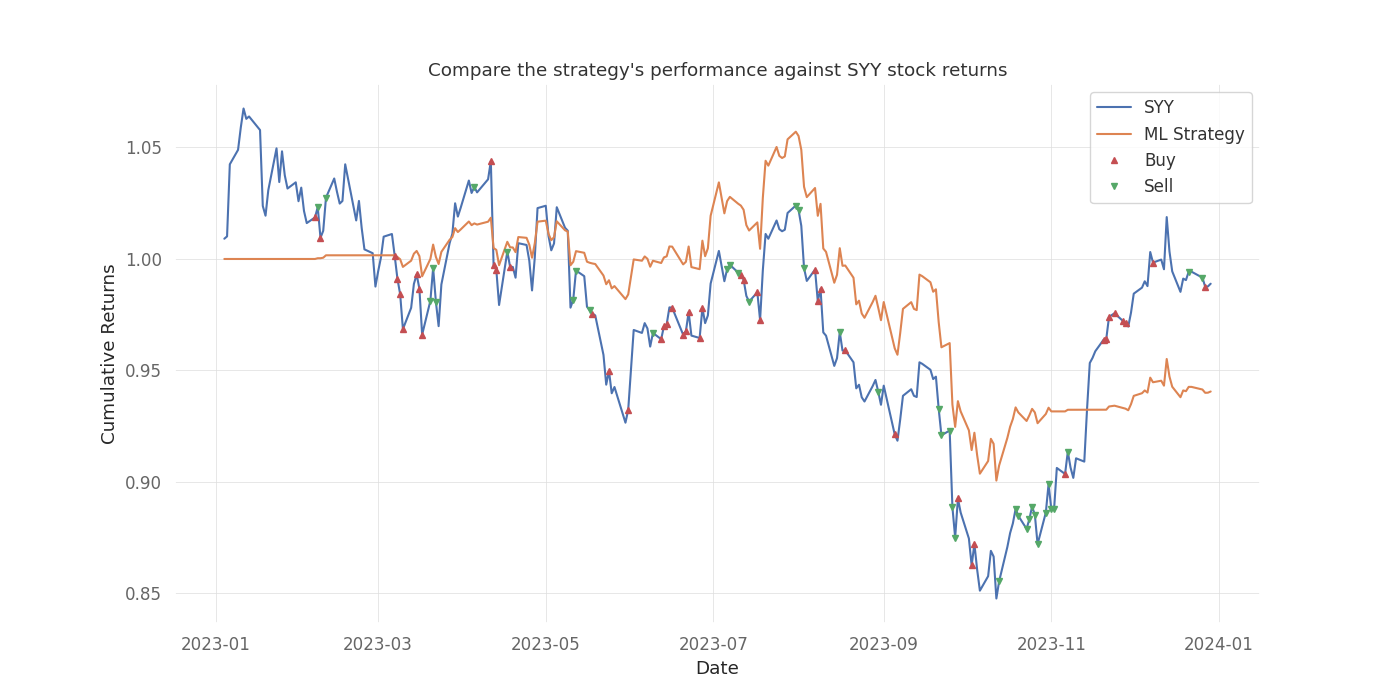 Compare the strategy's performance against SYY stock returns
SYY
ML Strategy
Buy
Sell
Cumulative Returns
1.05
1.00
0.95
0.90
0.85
2023-01
2023-03
2023-05
2023-07
2023-09
2023-11
2024-01
Date